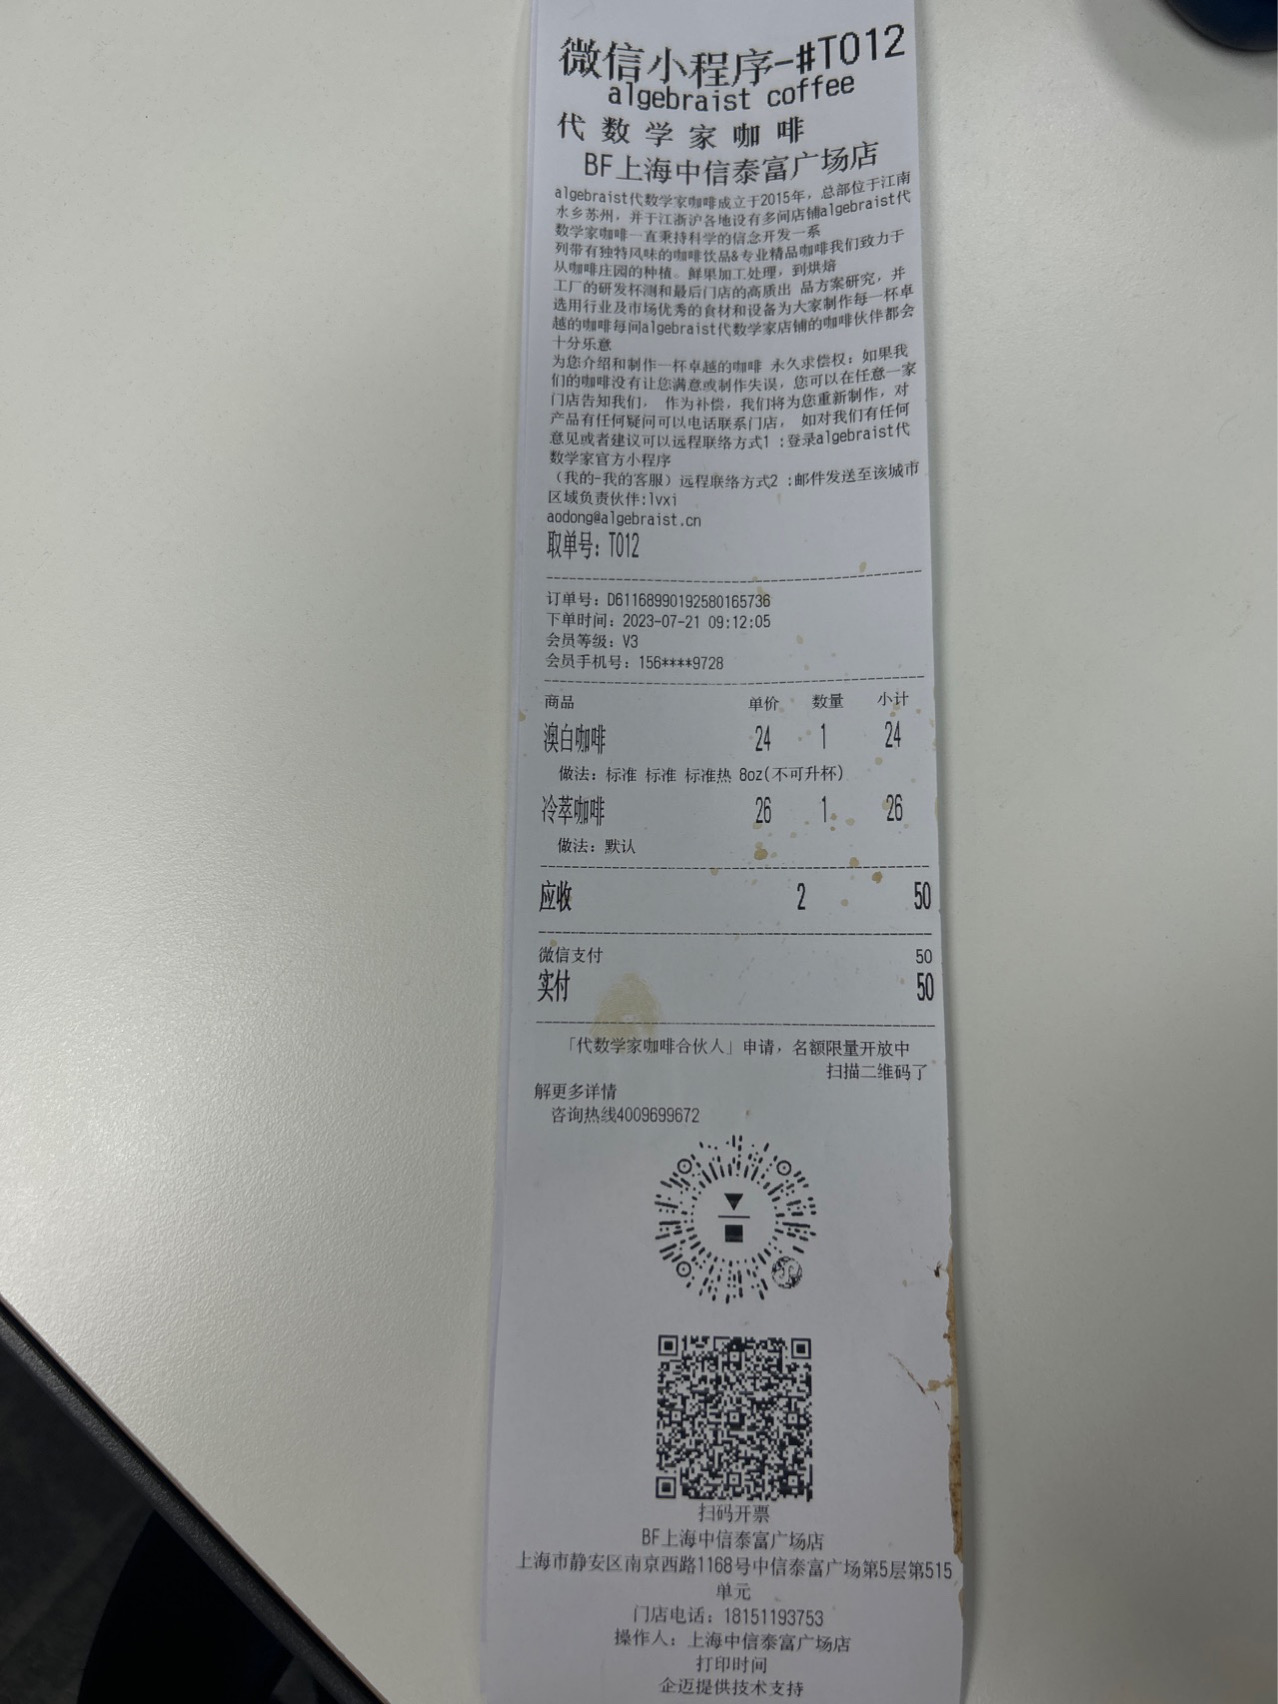 微信小程序-#T012
algebraist coffee
代数学家咖啡
BF上海中信泰富广场店
algebraist代数学家咖啡成立于2015年，总部位于江南
水乡苏州，并于江浙沪各地设有多间店铺algebraist代
数学家咖啡一直秉持科学的信念开发一系
列带有独特风味的咖啡饮品&专业精品咖啡我们致力于
从咖啡庄园的种植。鲜果加工处理，到烘焙
工厂的研发杯测和最后门店的高质出 品方案研究，并
选用行业及市场优秀的食材和设备为大家制作每一杯卓
越的咖啡每间algebraist代数学家店铺的咖啡伙伴都会
十分乐意
为您介绍和制作一杯卓越的咖啡 永久求偿权：如果我
们的咖啡没有让您满意或制作失误，您可以在任意一家
门店告知我们， 作为补偿，我们将为您重新制作，对
产品有任何疑问可以电话联系门店， 如对我们有任何
意见或者建议可以远程联络方式1 :登录algebraist代
数学家官方小程序
（我的-我的客服）远程联络方式2 :邮件发送至该城市
区域负责伙伴:lvxi
aodong@algebraist.cn
取单号：T012
订单号：D61168990192580165736
下单时间：2023-07-21 09:12:05
会员等级：V3
会员手机号：156****9728
商品 单价 数量 小计
澳白咖啡 24 1 24
做法：标准 标准 标准热 8oz(不可升杯)
冷萃咖啡 26 1 26
做法：默认
应收 2 50
微信支付 50
实付 50
「代数学家咖啡合伙人」申请，名额限量开放中
扫描二维码了
解更多详情
咨询热线4009699672
扫码开票
BF上海中信泰富广场店
上海市静安区南京西路1168号中信泰富广场第5层第515
单元
门店电话：18151193753
操作人：上海中信泰富广场店
打印时间
企迈提供技术支持